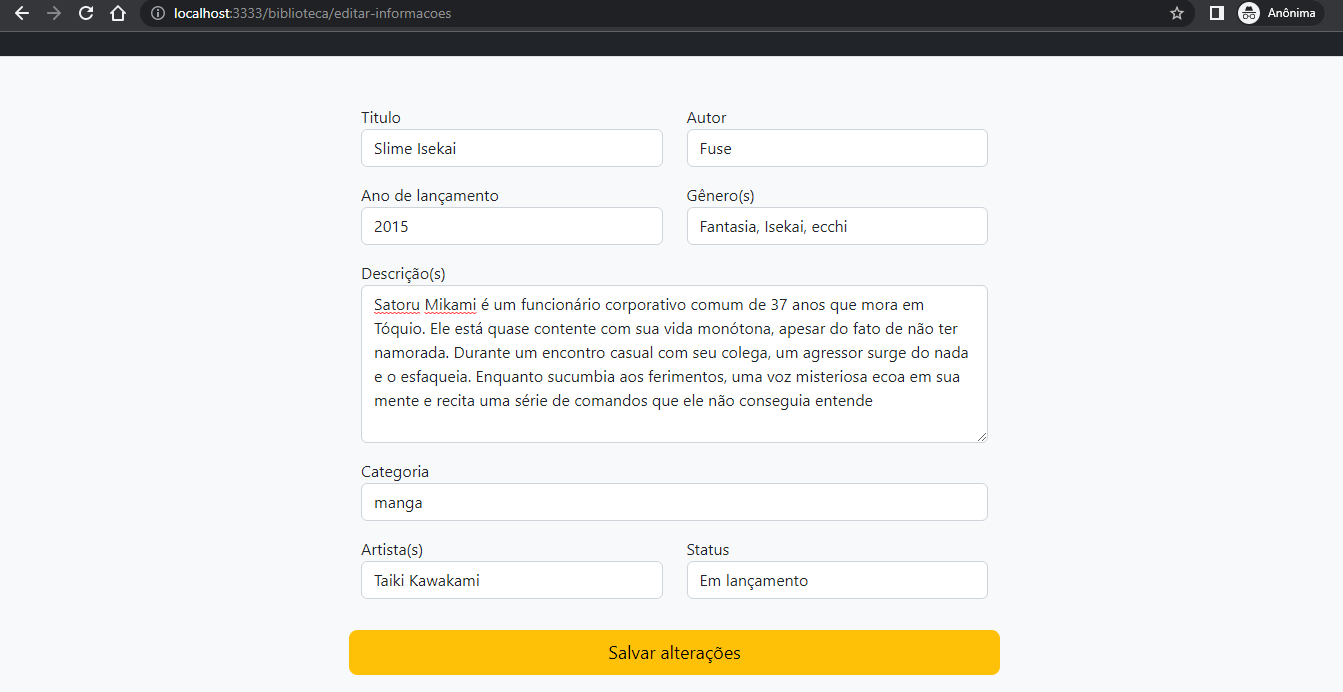 localhost:3333/biblioteca/editar-informacoes
Anônima
Titulo
Autor
Slime Isekai
Fuse
Ano de lançamento
Gênero(s)
2015
Fantasia, Isekai, ecchi
Descrição(s)
Satoru Mikami é um funcionário corporativo comum de 37 anos que mora em
Tóquio. Ele está quase contente com sua vida monótona, apesar do fato de não ter
namorada. Durante um encontro casual com seu colega, um agressor surge do nada
e o esfaqueia. Enquanto sucumbia aos ferimentos, uma voz misteriosa ecoa em sua
mente e recita uma série de comandos que ele não conseguia entende
Categoria
manga
Artista(s)
Status
Taiki Kawakami
Em lançamento
Salvar alterações